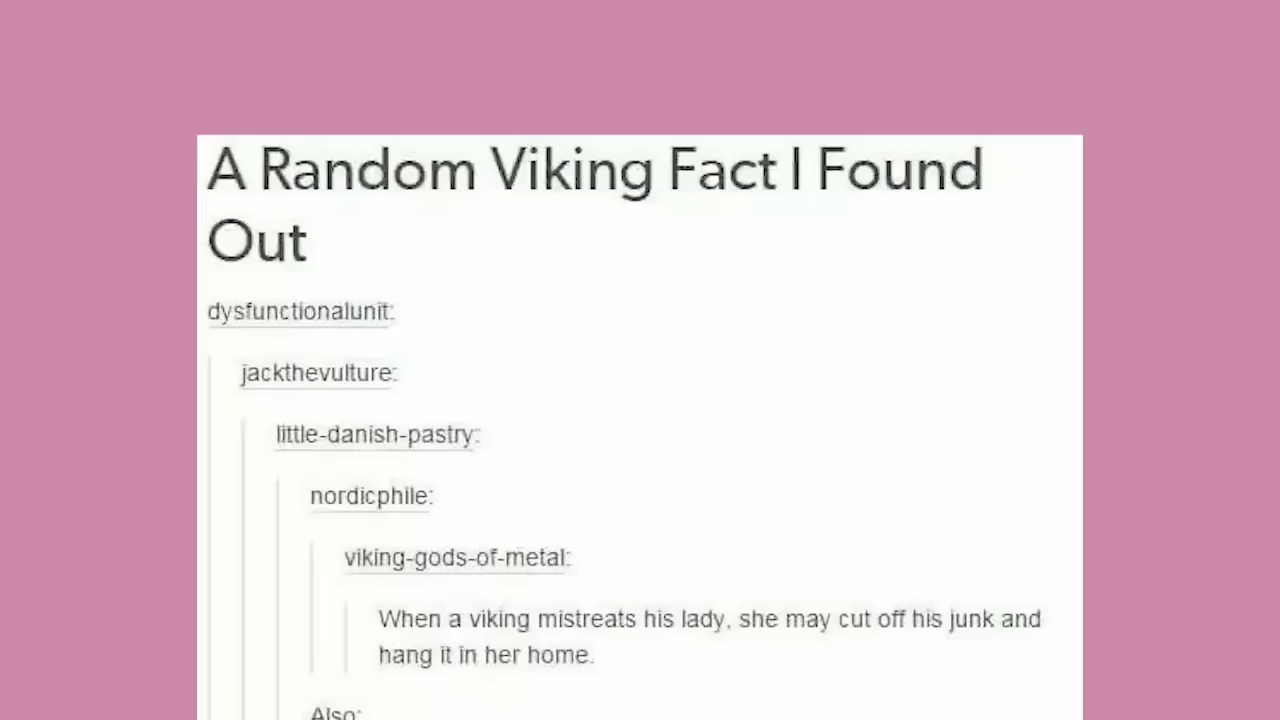 A Random Viking Fact I Found
Out
dysfunctionalunit:
jackthevulture:
little-danish-pastry:
nordicphile:
viking-gods-of-metal:
When a viking mistreats his lady, she may cut off his junk and
hang it in her home.
Also: